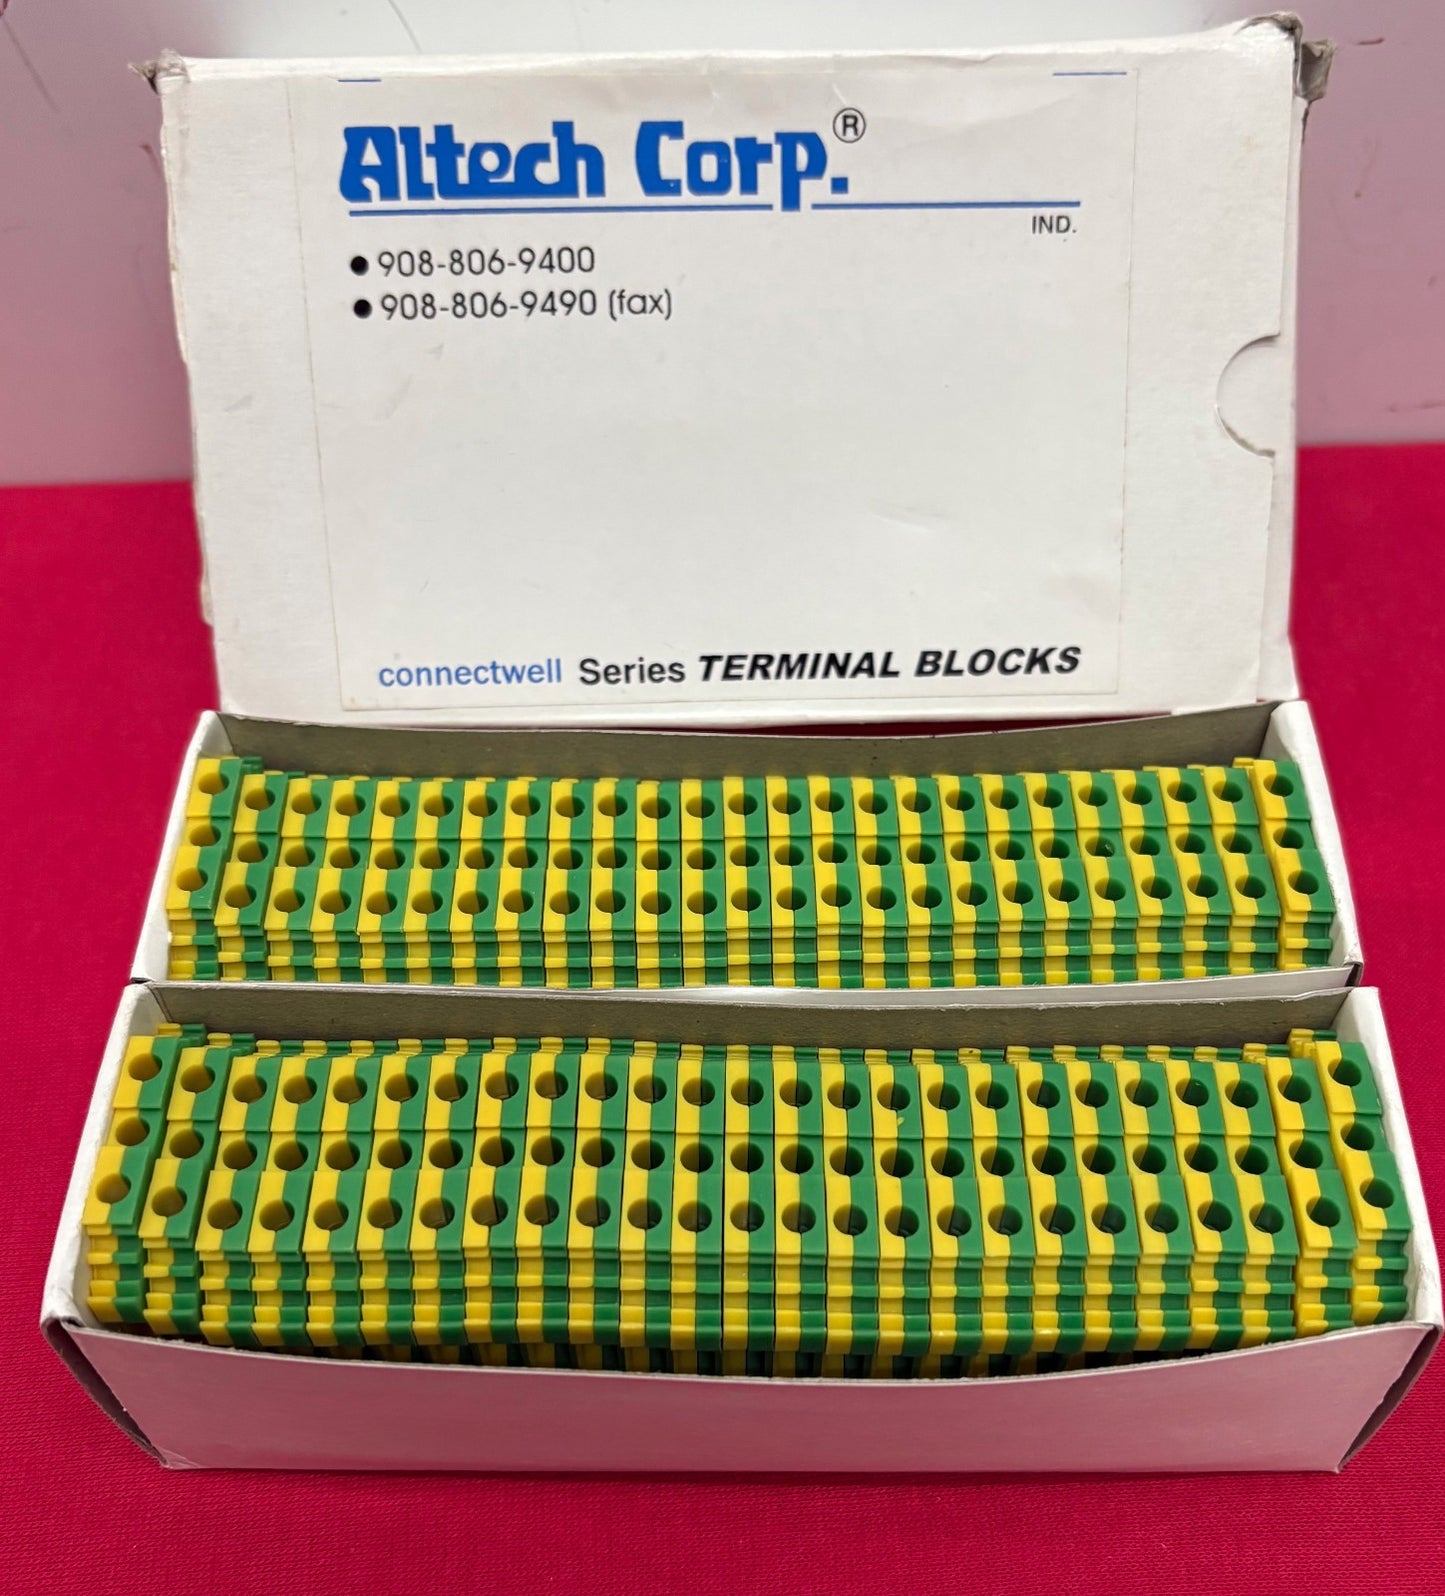 Altech Corp.®
IND.
● 908-806-9400
● 908-806-9490 (fax)
connectwell Series TERMINAL BLOCKS